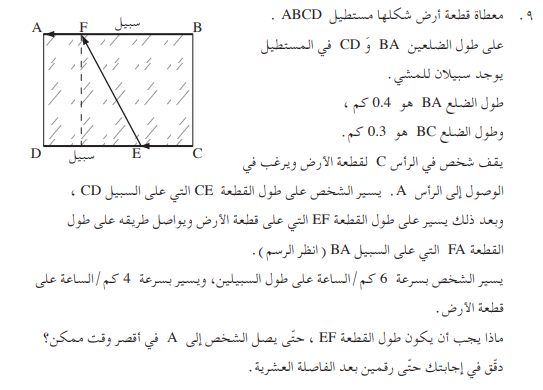 ٩. معطاة قطعة أرض شكلها مستطيل ABCD .
على طول الضلعين BA وَ CD في المستطيل
يوجد سبيلان للمشي.
طول الضلع BA هو 0.4 كم ،
وطول الضلع BC هو 0.3 كم.
يقف شخص في الرأس C لقطعة الأرض ويرغب في
الوصول إلى الرأس A. يسير الشخص على طول القطعة CE التي على السبيل CD ،
وبعد ذلك يسير على طول القطعة EF التي على قطعة الأرض ويواصل طريقه على طول
القطعة FA التي على السبيل BA (انظر الرسم).
يسير الشخص بسرعة 6 كم/الساعة على طول السبيلين، ويسير بسرعة 4 كم/الساعة على
قطعة الأرض.
ماذا يجب أن يكون طول القطعة EF ، حتّى يصل الشخص إلى A في أقصر وقت ممكن؟
دقّق في إجابتك حتّى رقمين بعد الفاصلة العشرية.
A F سبيل B
D سبيل E C